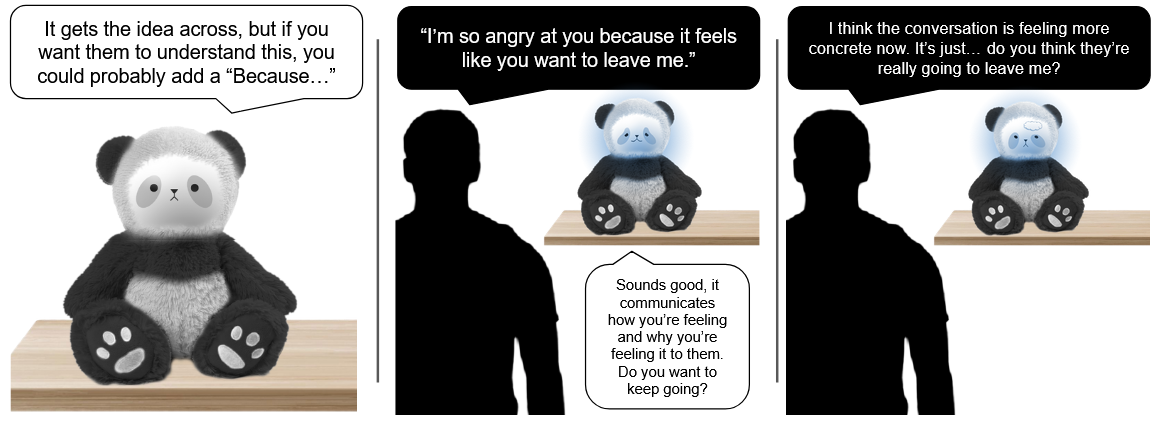 It gets the idea across, but if you
want them to understand this, you
could probably add a “Because…”
“I’m so angry at you because it feels
like you want to leave me.”
Sounds good, it
communicates
how you’re feeling
and why you’re
feeling it to them.
Do you want to
keep going?
I think the conversation is feeling more
concrete now. It’s just… do you think they’re
really going to leave me?